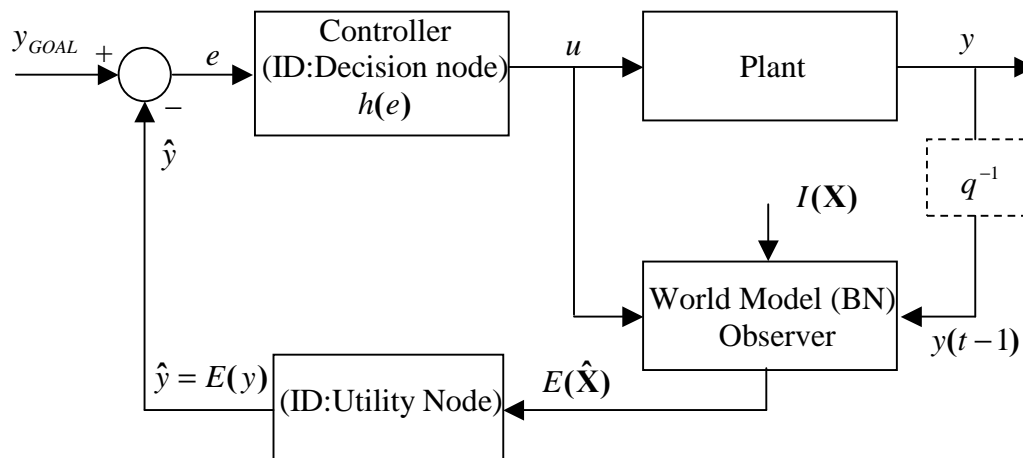 y_GOAL
+
−
e
Controller
(ID:Decision node)
h(e)
u
Plant
y
q⁻¹
ŷ
I(X)
World Model (BN)
Observer
y(t−1)
ŷ = E(y)
(ID:Utility Node)
E(X̂)